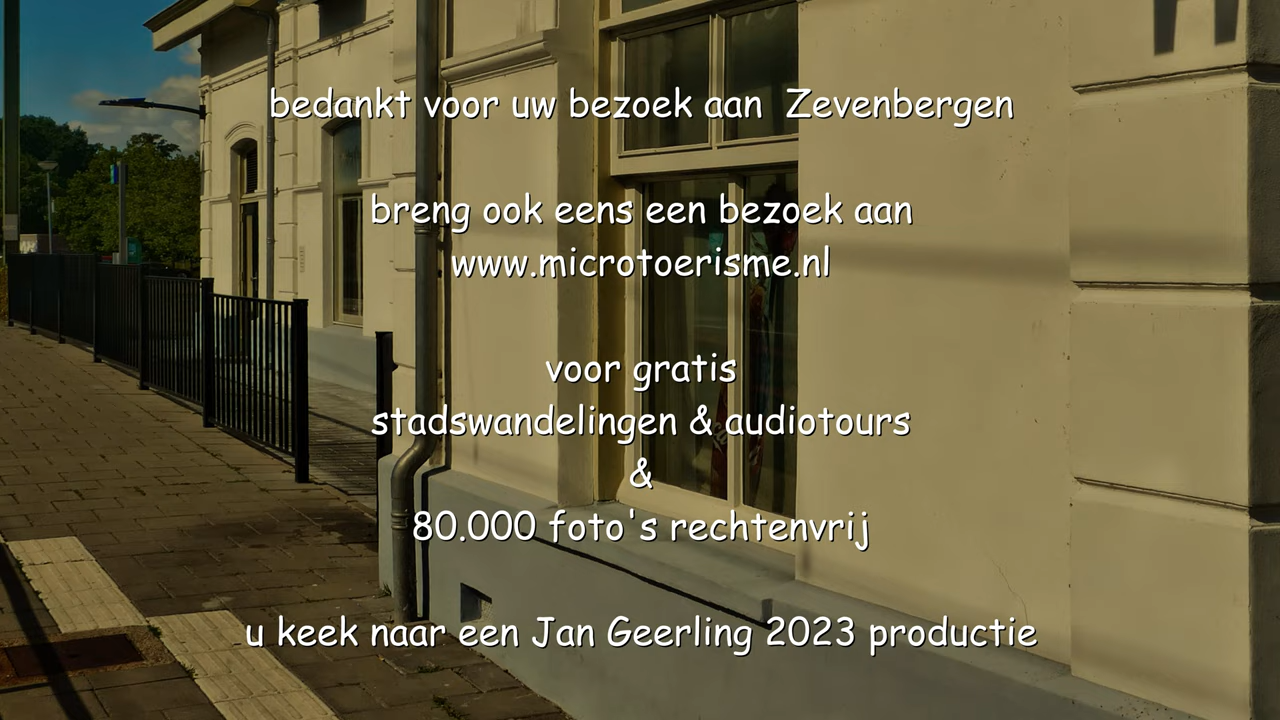 bedankt voor uw bezoek aan  Zevenbergen
breng ook eens een bezoek aan
www.microtoerisme.nl
voor gratis
stadswandelingen & audiotours
&
80.000 foto's rechtenvrij
u keek naar een Jan Geerling 2023 productie